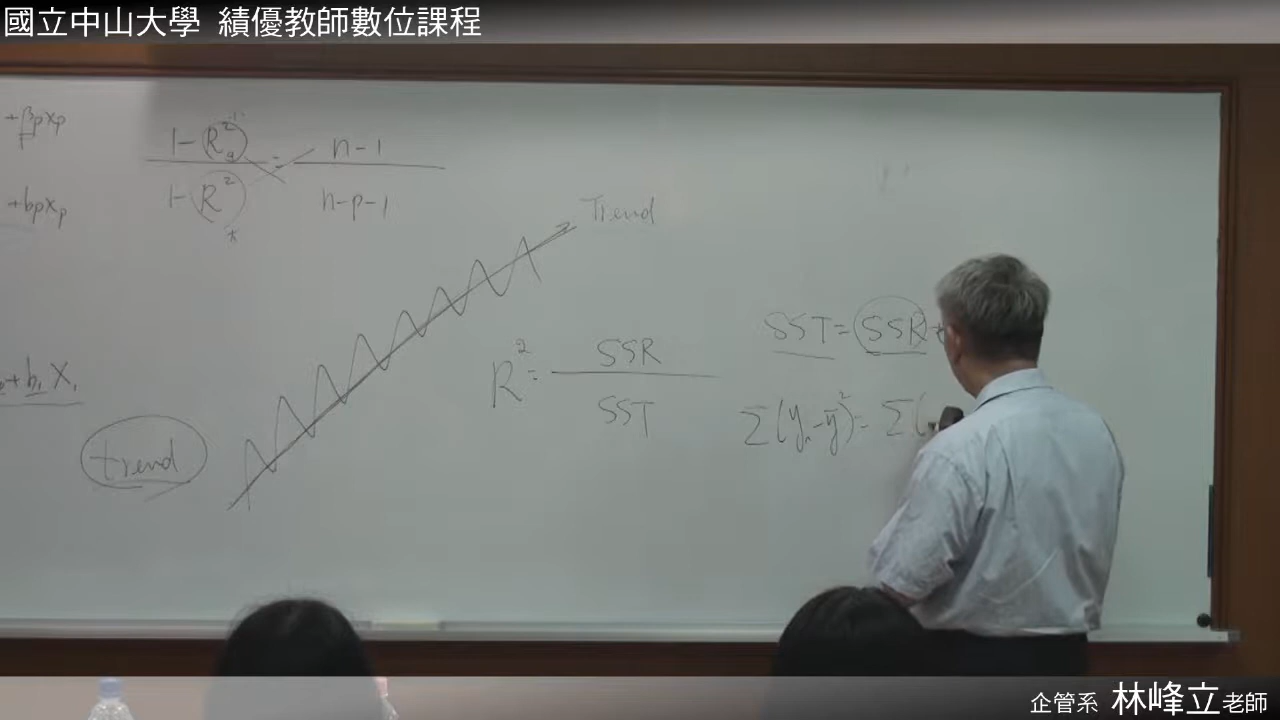 國立中山大學 績優教師數位課程
+βpxp
+bpxp
1-Ra² / 1-R² = n-1 / n-p-1
Trend
+b₁X₁
trend
R² = SSR / SST
SST = SSR +
Σ(yᵢ-ȳ)² = Σ(
企管系 林峰立老師